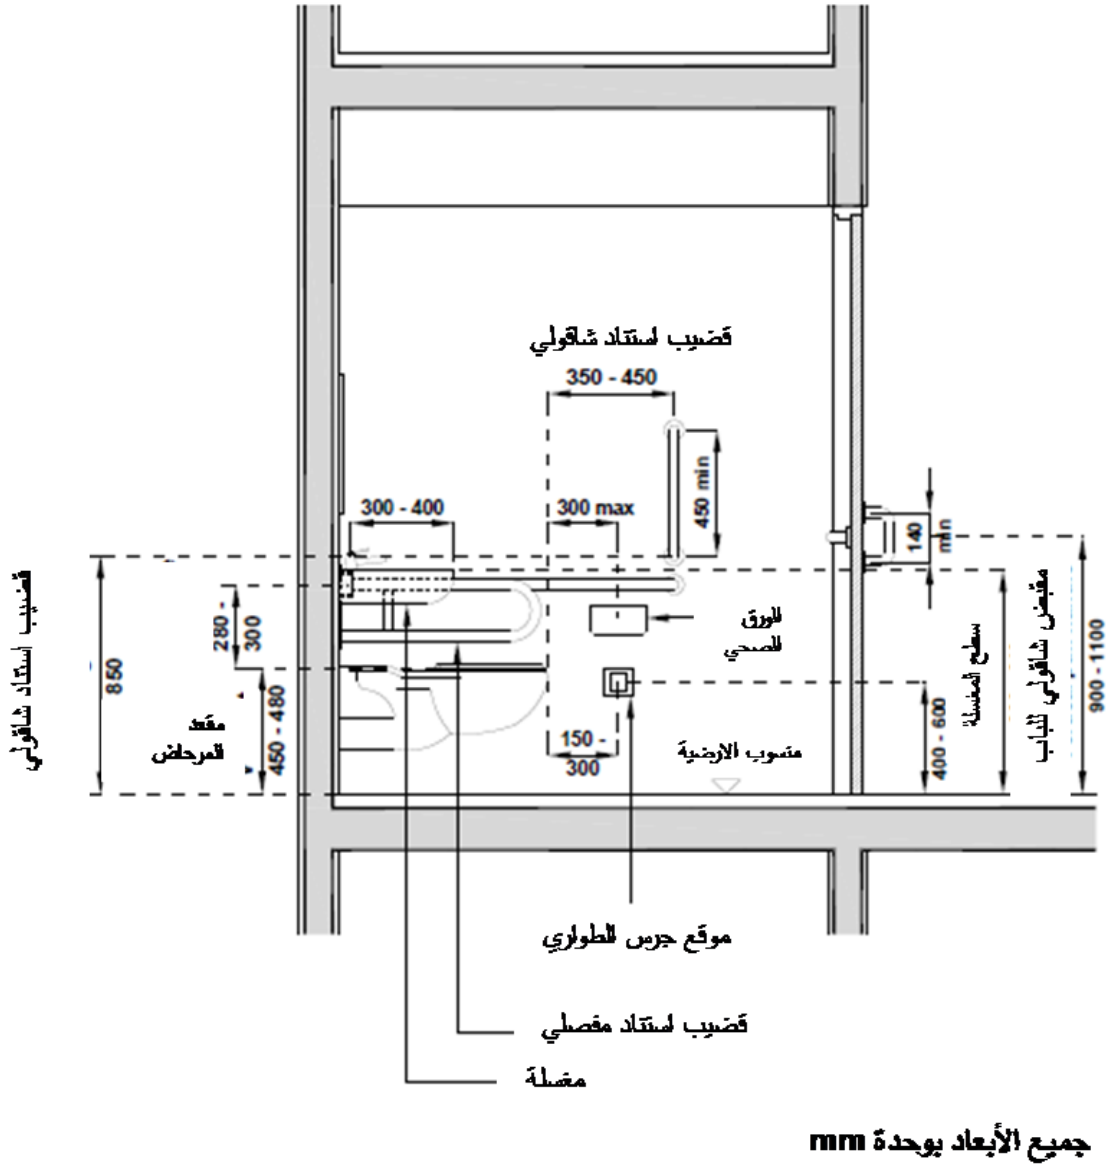 قضيب استناد شاقولي
350 - 450
450 min
300 - 400
300 max
140
min
قضيب استناد شاقولي
850
280 -
300
450 - 480
مقعد
المرحاض
للورق
الصحي
150 -
300
منسوب الارضية
400 - 600
سطح المغسلة
مقبض شاقولي للباب
900 - 1100
موقع جرس الطواري
قضيب استناد مفصلي
مغسلة
جميع الأبعاد بوحدة mm